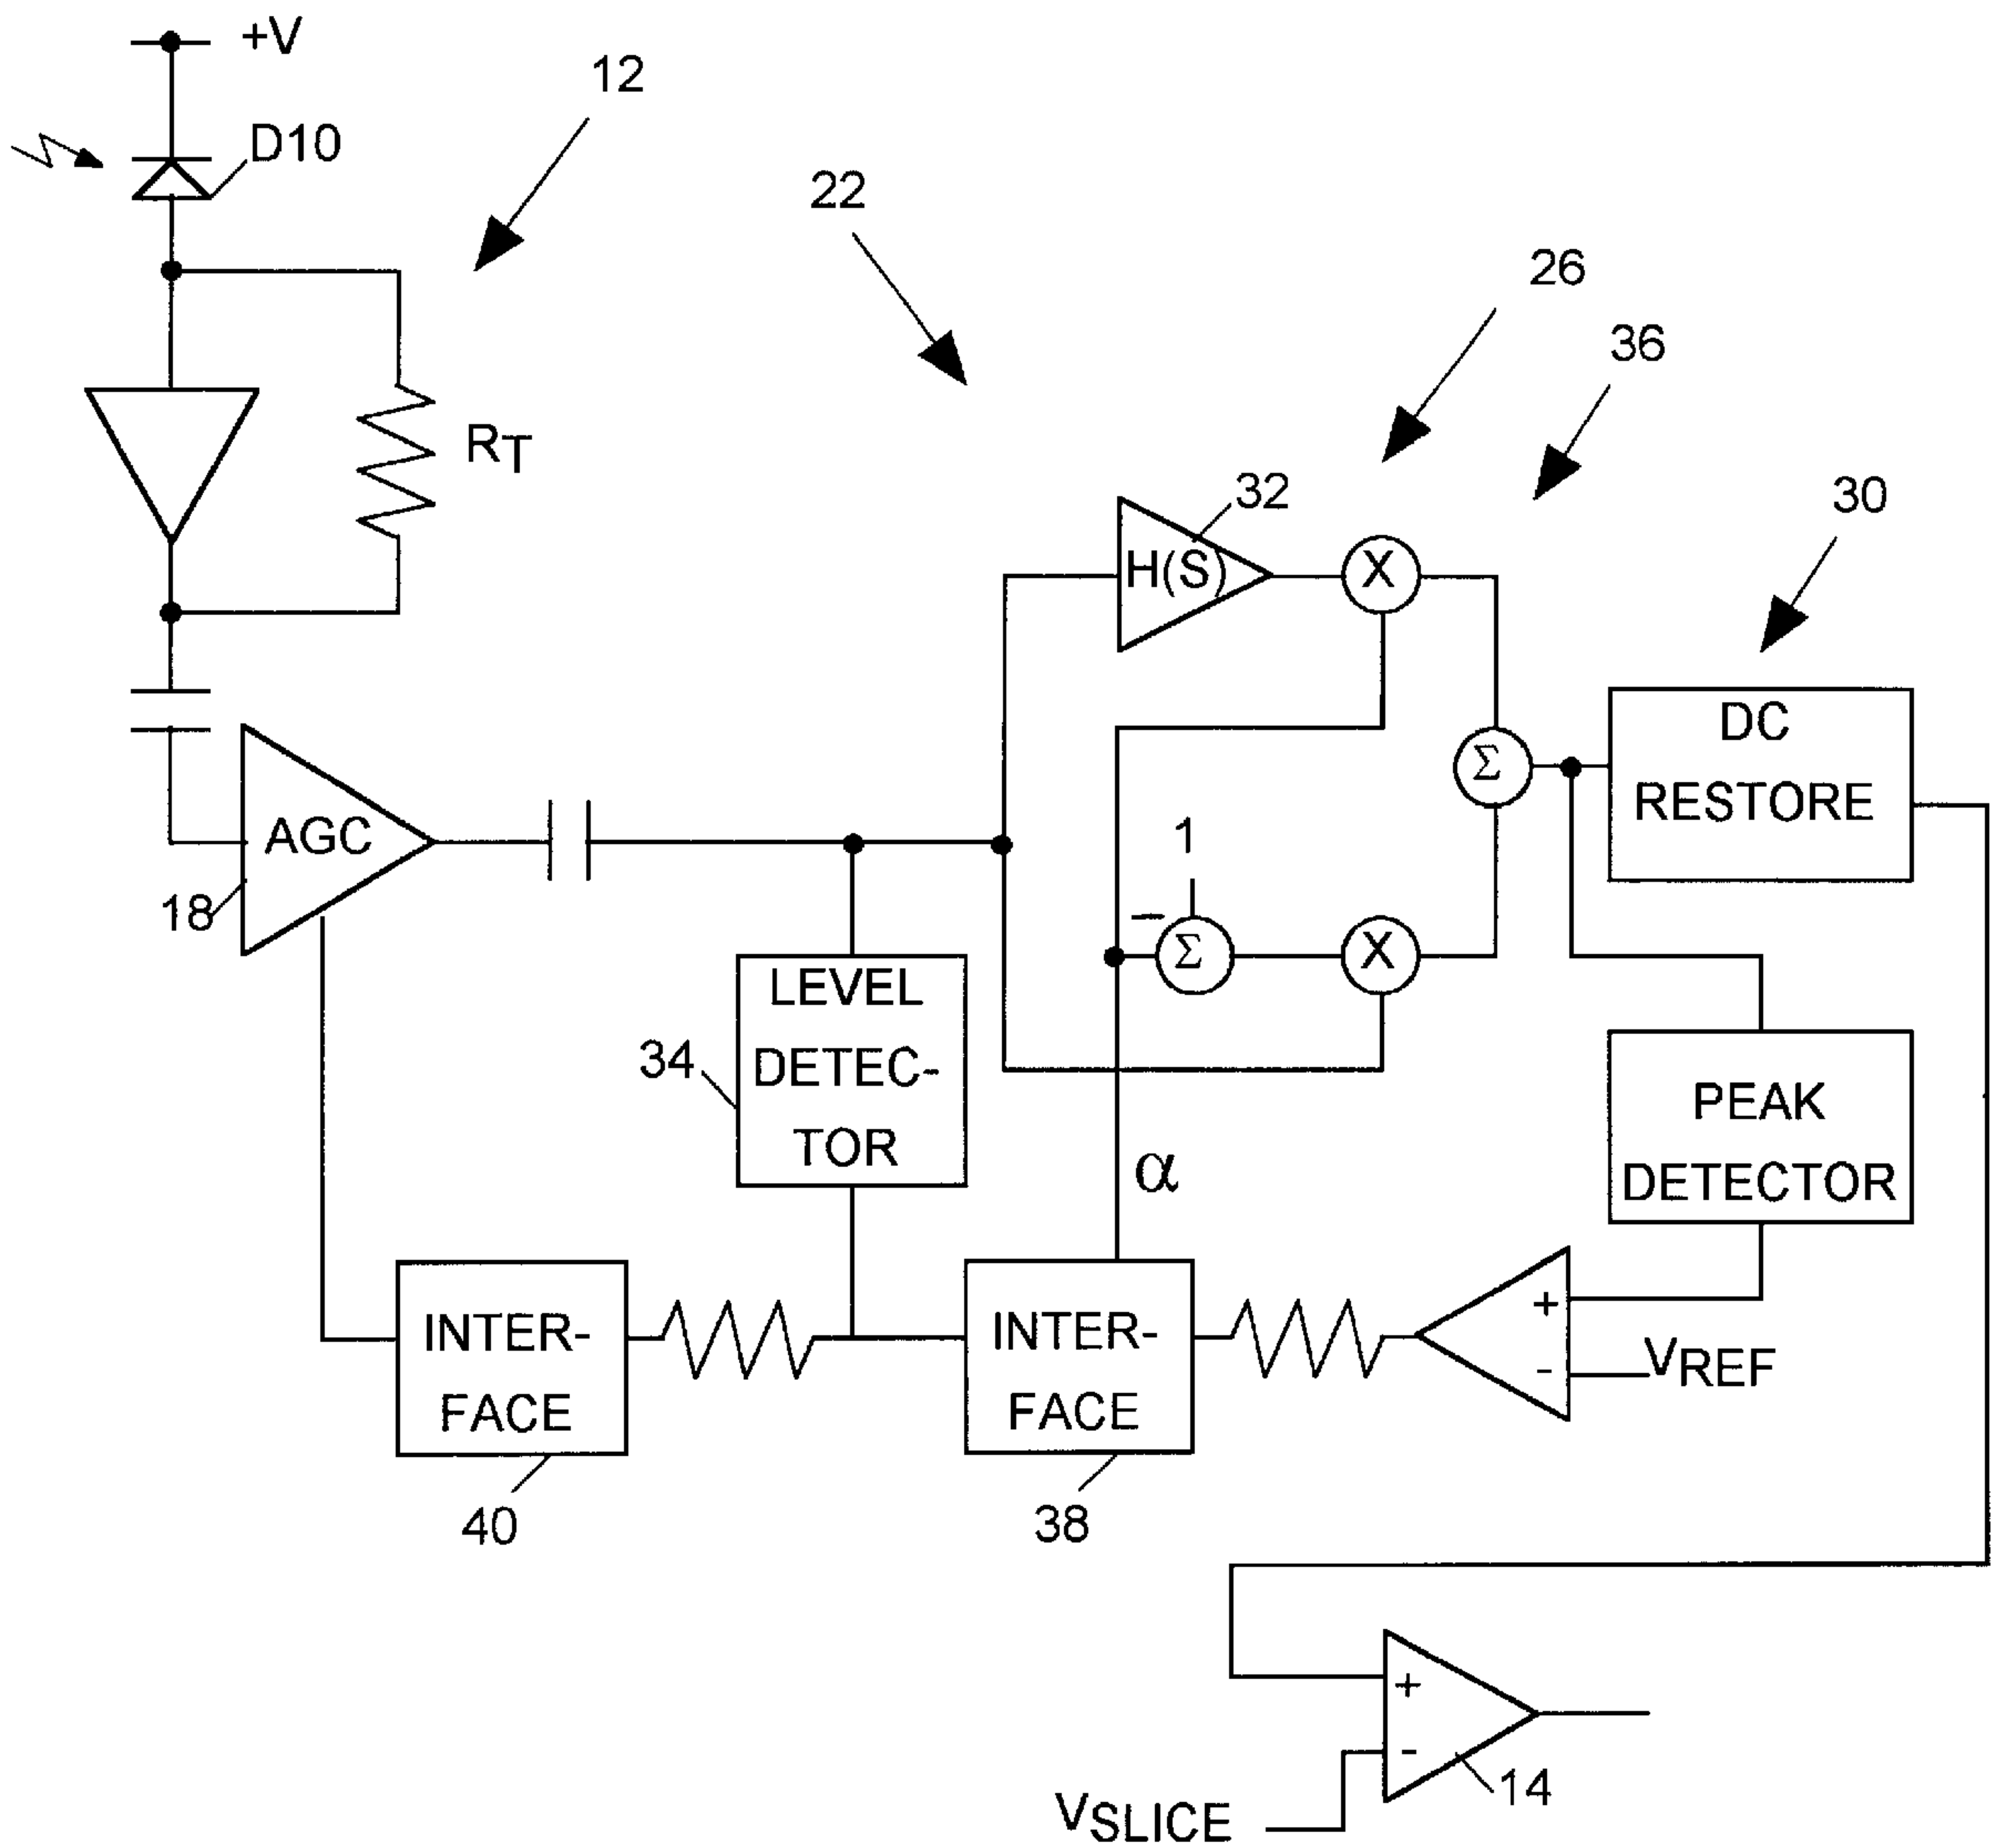 +V
12
D10
22
26
36
RT
32
30
H(S)
X
DC
RESTORE
Σ
1
AGC
18
−
Σ
X
LEVEL
DETEC-
TOR
34
PEAK
DETECTOR
α
INTER-
FACE
40
INTER-
FACE
38
+
-
VREF
+
-
14
VSLICE